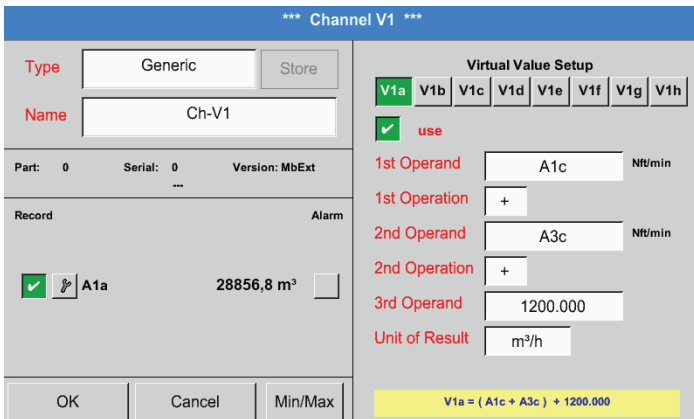 *** Channel V1 ***
Type Generic Store
Name Ch-V1
Part: 0 Serial: 0 Version: MbExt
---
Record Alarm
A1a 28856,8 m³
OK Cancel Min/Max
Virtual Value Setup
V1a V1b V1c V1d V1e V1f V1g V1h
use
1st Operand A1c Nft/min
1st Operation +
2nd Operand A3c Nft/min
2nd Operation +
3rd Operand 1200.000
Unit of Result m³/h
V1a = ( A1c + A3c ) + 1200.000